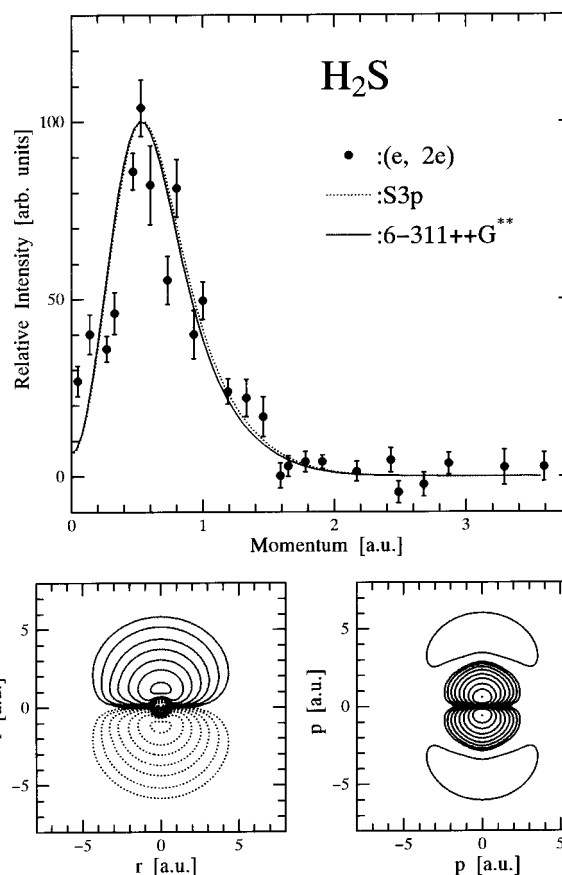 H₂S
:(e, 2e)
:S3p
:6-311++G**
Relative Intensity [arb. units]
100
50
0
0
1
2
3
Momentum [a.u.]
5
0
-5
-5
0
5
r [a.u.]
p [a.u.]
5
0
-5
-5
0
5
p [a.u.]